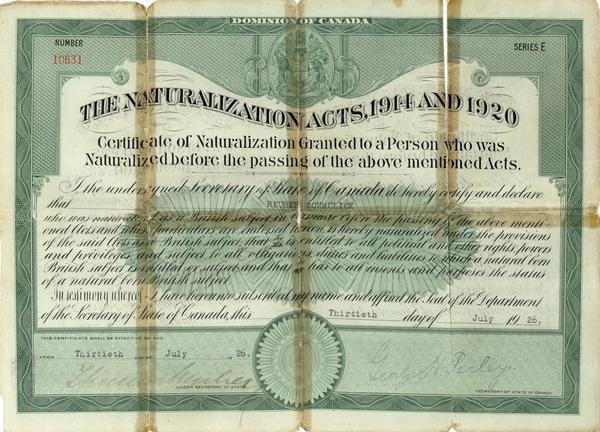 DOMINION OF CANADA
NUMBER
10631
SERIES E
THE NATURALIZATION ACTS, 1914 AND 1920
Certificate of Naturalization Granted to a Person who was
Naturalized before the passing of the above mentioned Acts.
I, the undersigned Secretary of State of Canada do hereby certify and declare
that REUBEN SCHMULICK
who was naturalized as a British subject in Canada before the passing of the above menti-
oned Acts and whose particulars are endorsed hereon, is hereby naturalized under the provisions
of the said Acts as a British subject, that he is entitled to all political and other rights, powers
and privileges, and subject to all obligations, duties and liabilities to which a natural born
British subject is entitled or subject, and that he has to all intents and purposes the status
of a natural born British subject.
In testimony whereof I have hereunto subscribed my name and affixed the Seal of the Department
of the Secretary of State of Canada, this Thirtieth day of July 19 26.
THIS CERTIFICATE SHALL BE EFFECTIVE ON AND
FROM Thirtieth DAY OF July 1926.
George H. Perley
UNDER SECRETARY OF STATE.
SECRETARY OF STATE OF CANADA.